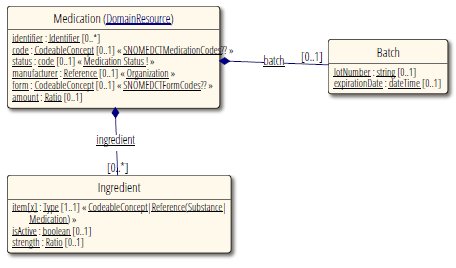 Medication (DomainResource)
identifier : Identifier [0..*]
code : CodeableConcept [0..1] « SNOMEDCTMedicationCodes?? »
status : code [0..1] « Medication Status! »
manufacturer : Reference [0..1] « Organization »
form : CodeableConcept [0..1] « SNOMEDCTFormCodes?? »
amount : Ratio [0..1]
batch
[0..1]
Batch
lotNumber : string [0..1]
expirationDate : dateTime [0..1]
ingredient
[0..*]
Ingredient
item[x] : Type [1..1] « CodeableConcept|Reference(Substance|
Medication) »
isActive : boolean [0..1]
strength : Ratio [0..1]